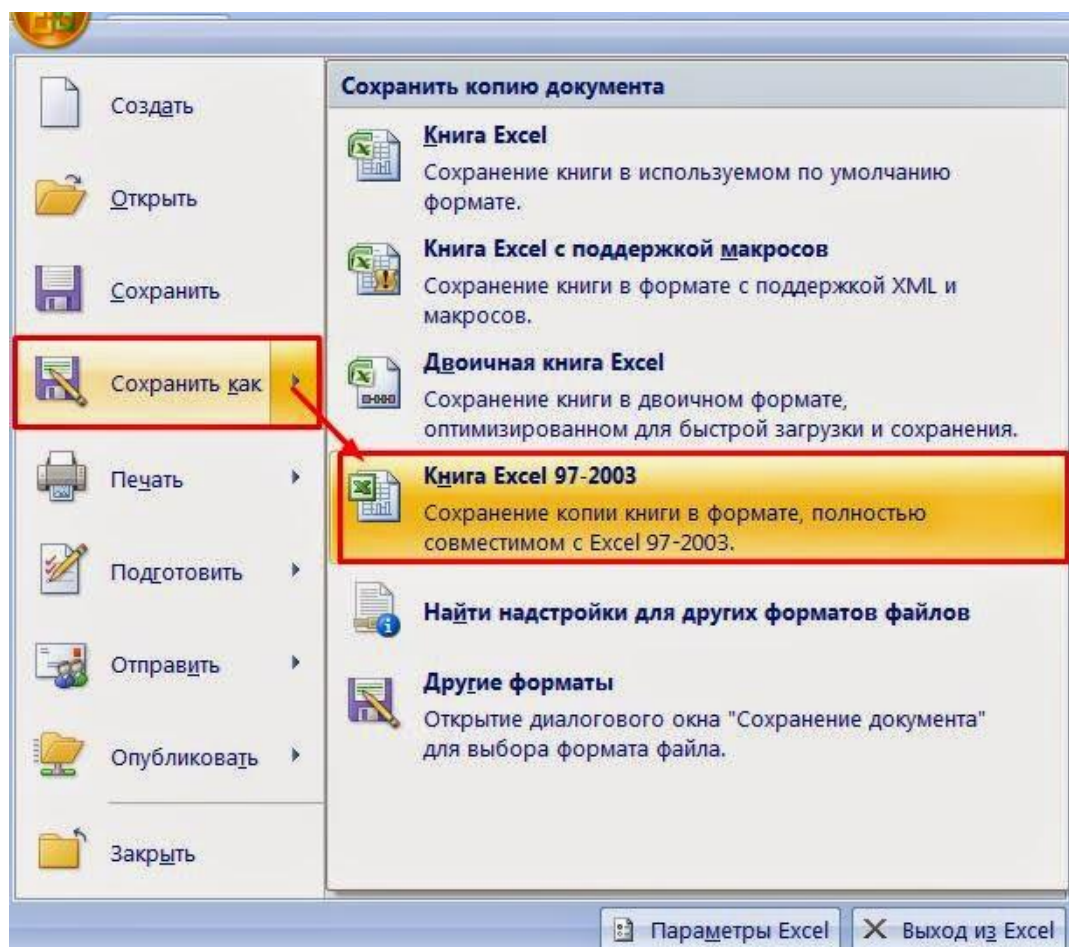 Создать
Открыть
Сохранить
Сохранить как
Печать
Подготовить
Отправить
Опубликовать
Закрыть
Сохранить копию документа
Книга Excel
Сохранение книги в используемом по умолчанию
формате.
Книга Excel с поддержкой макросов
Сохранение книги в формате с поддержкой XML и
макросов.
Двоичная книга Excel
Сохранение книги в двоичном формате,
оптимизированном для быстрой загрузки и сохранения.
Книга Excel 97-2003
Сохранение копии книги в формате, полностью
совместимом с Excel 97-2003.
Найти надстройки для других форматов файлов
Другие форматы
Открытие диалогового окна "Сохранение документа"
для выбора формата файла.
Параметры Excel
Выход из Excel